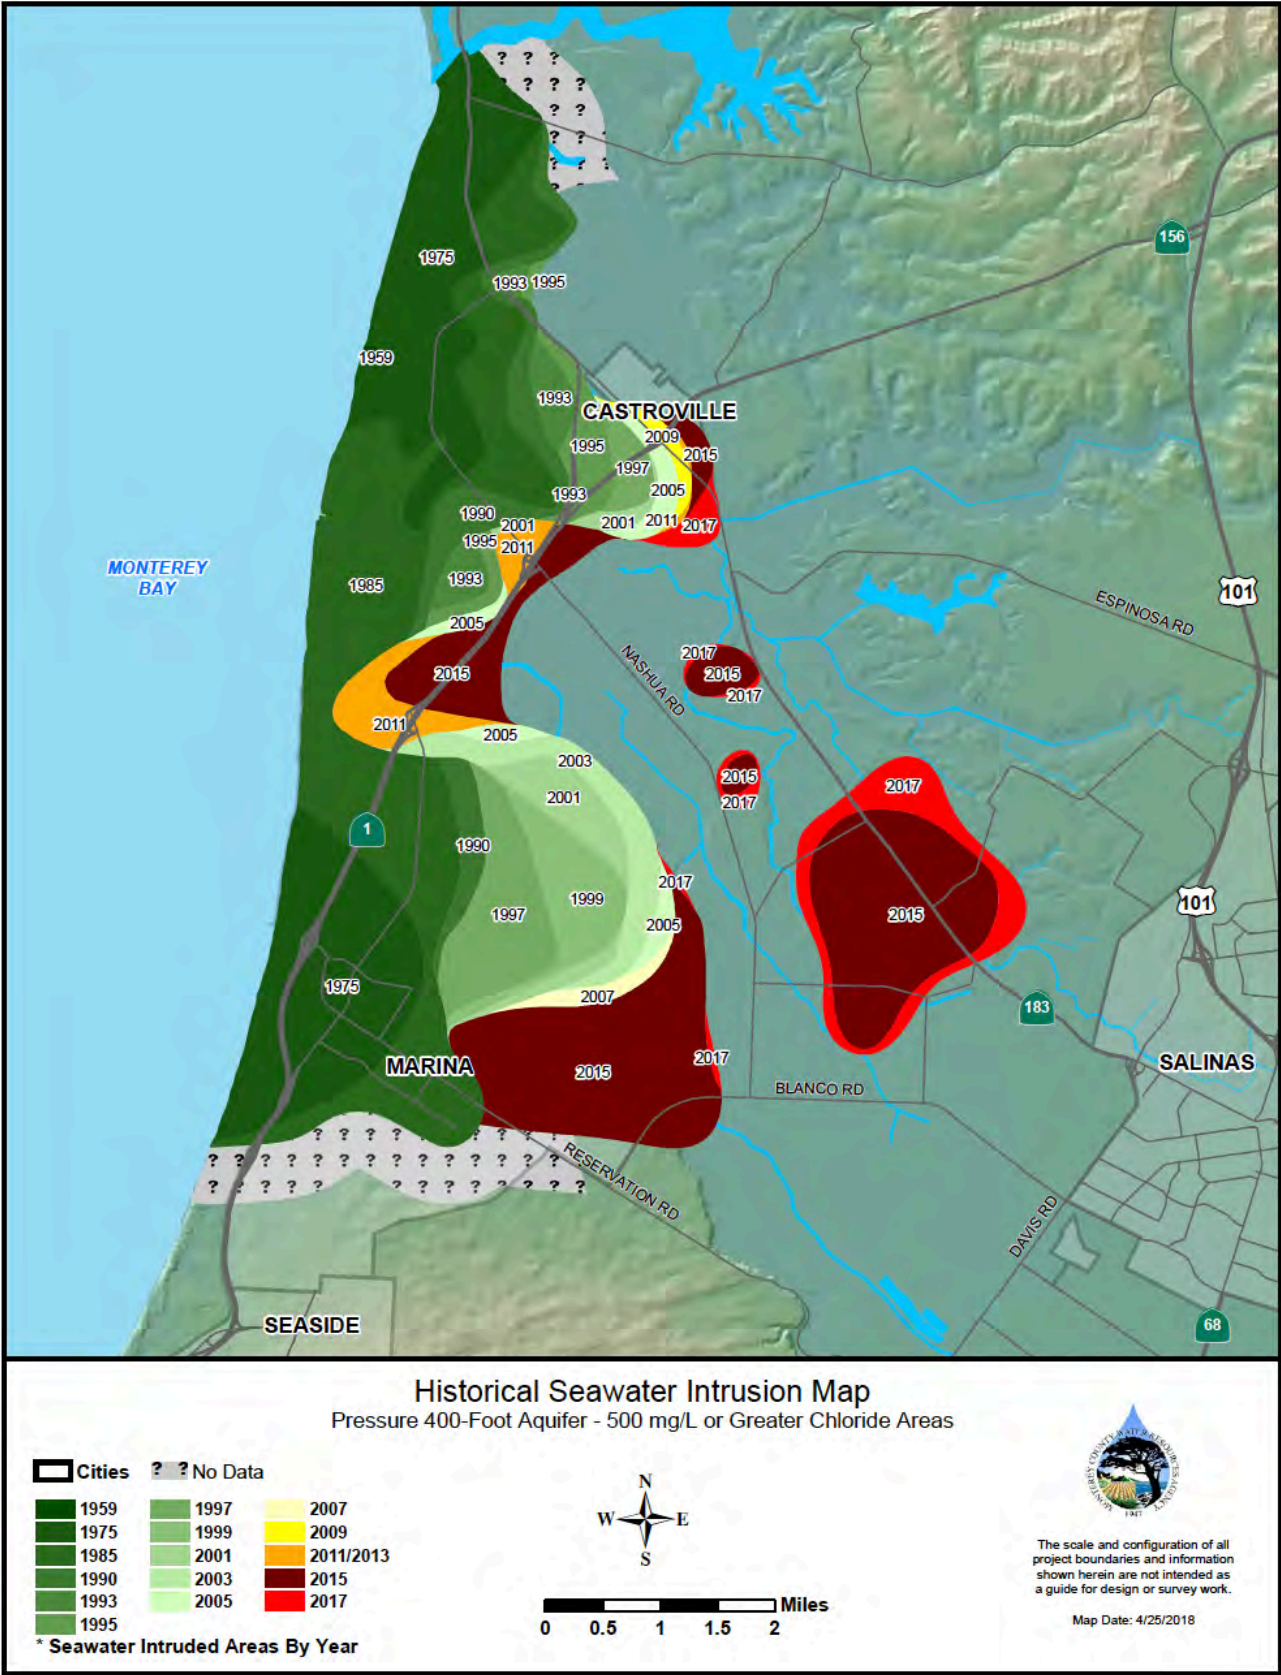 156
1975
1993 1995
1959
1993
CASTROVILLE
2009
1995
2015
1997
1993
2005
1990
2001
2001
2011
2017
1995
2011
MONTEREY
BAY
1985
1993
101
ESPINOSA RD
2005
NASHUA RD
2017
2015
2015
2017
2011
2005
2003
2015
2017
2001
2017
1
1990
2017
1999
101
1997
2015
2005
1975
2007
183
MARINA
2015
2017
SALINAS
BLANCO RD
? ? ?
RESERVATION RD
DAVIS RD
SEASIDE
68
Historical Seawater Intrusion Map
Pressure 400-Foot Aquifer - 500 mg/L or Greater Chloride Areas
Cities
? ? No Data
1959
1975
1985
1990
1993
1995
1997
1999
2001
2003
2005
2007
2009
2011/2013
2015
2017
* Seawater Intruded Areas By Year
N
W E
S
Miles
0 0.5 1 1.5 2
MONTEREY COUNTY WATER RESOURCES AGENCY
1947
The scale and configuration of all
project boundaries and information
shown herein are not intended as
a guide for design or survey work.
Map Date: 4/25/2018